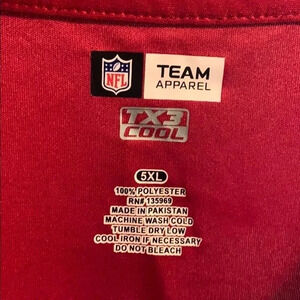 NFL
TEAM
APPAREL
TX3
COOL
5XL
100% POLYESTER
RN# 135969
MADE IN PAKISTAN
MACHINE WASH COLD
TUMBLE DRY LOW
COOL IRON IF NECESSARY
DO NOT BLEACH